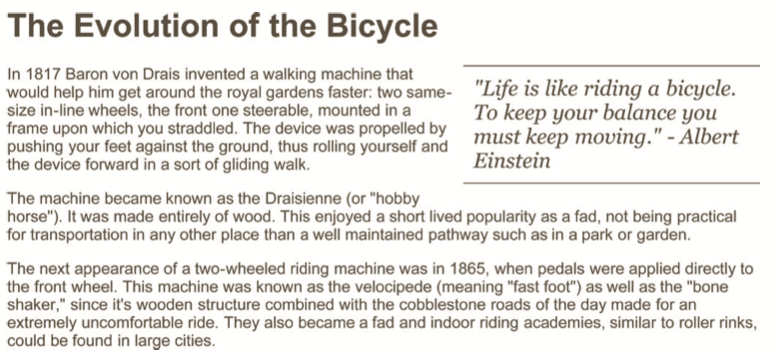 The Evolution of the Bicycle
In 1817 Baron von Drais invented a walking machine that
would help him get around the royal gardens faster: two same-
size in-line wheels, the front one steerable, mounted in a
frame upon which you straddled. The device was propelled by
pushing your feet against the ground, thus rolling yourself and
the device forward in a sort of gliding walk.
"Life is like riding a bicycle.
To keep your balance you
must keep moving." - Albert
Einstein
The machine became known as the Draisienne (or "hobby
horse"). It was made entirely of wood. This enjoyed a short lived popularity as a fad, not being practical
for transportation in any other place than a well maintained pathway such as in a park or garden.
The next appearance of a two-wheeled riding machine was in 1865, when pedals were applied directly to
the front wheel. This machine was known as the velocipede (meaning "fast foot") as well as the "bone
shaker," since it's wooden structure combined with the cobblestone roads of the day made for an
extremely uncomfortable ride. They also became a fad and indoor riding academies, similar to roller rinks,
could be found in large cities.